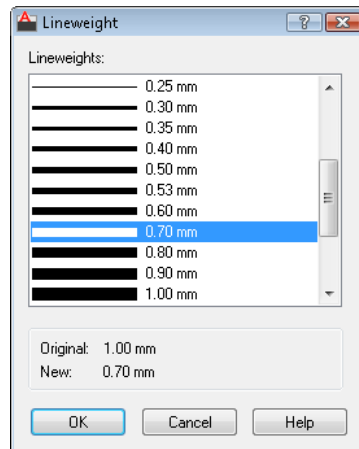 Lineweight
Lineweights:
0.25 mm
0.30 mm
0.35 mm
0.40 mm
0.50 mm
0.53 mm
0.60 mm
0.70 mm
0.80 mm
0.90 mm
1.00 mm
Original: 1.00 mm
New: 0.70 mm
OK Cancel Help